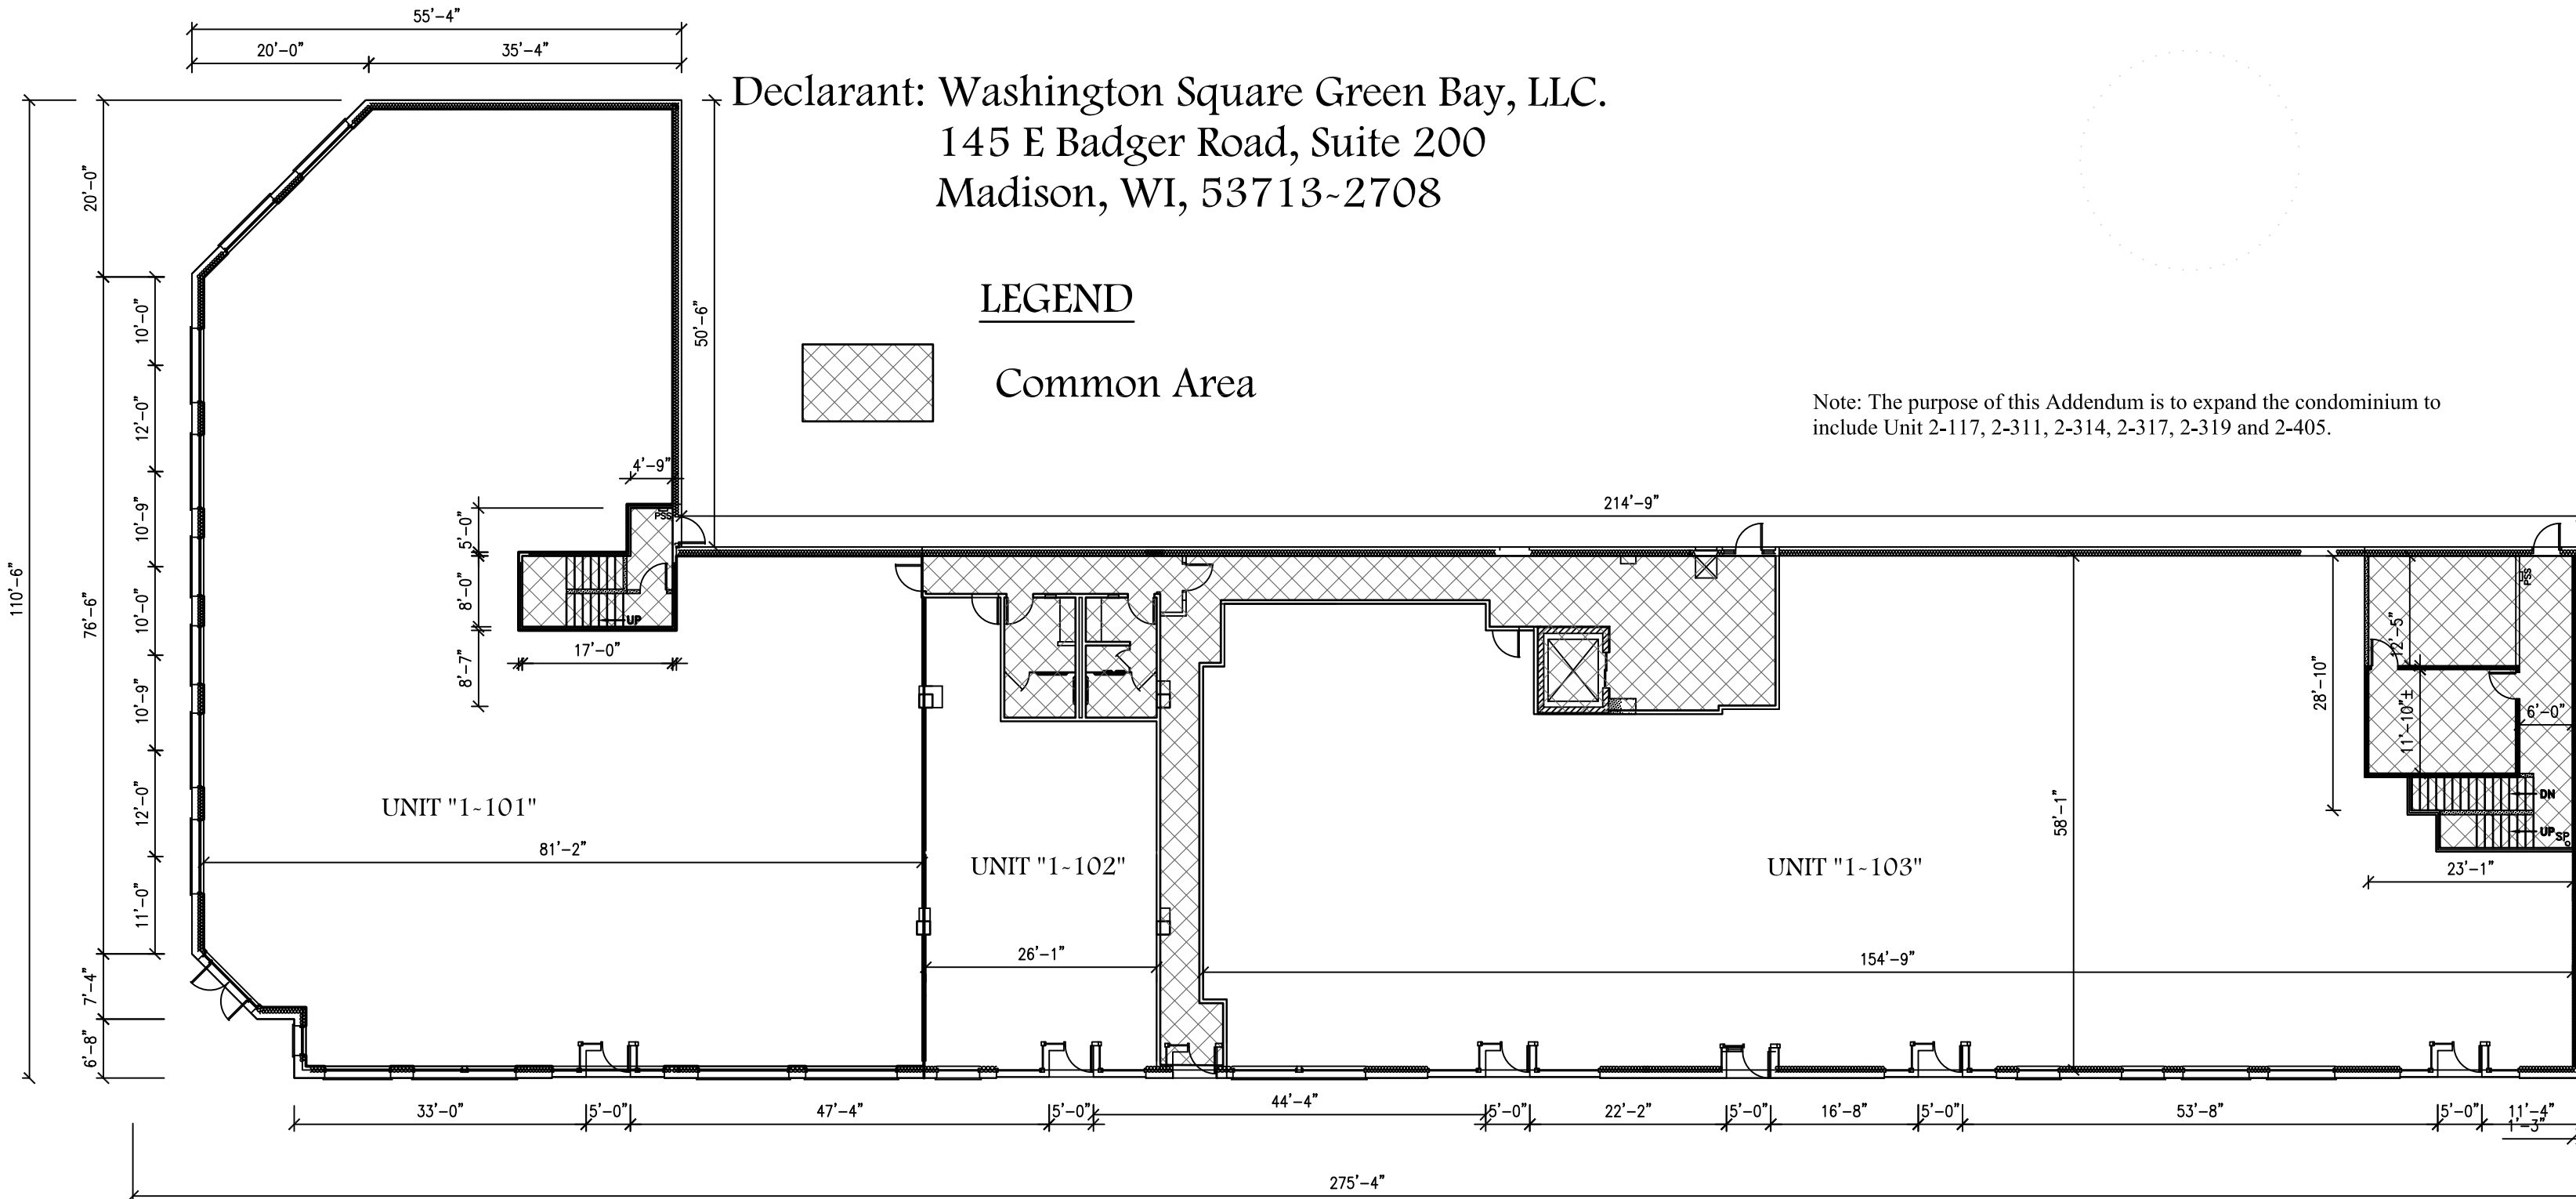 55'-4"
20'-0" 35'-4"
Declarant: Washington Square Green Bay, LLC.
145 E Badger Road, Suite 200
Madison, WI, 53713~2708
20'-0"
LEGEND
10'-0"
50'-6"
Common Area
Note: The purpose of this Addendum is to expand the condominium to
include Unit 2-117, 2-311, 2-314, 2-317, 2-319 and 2-405.
12'-0"
4'-9"
214'-9"
PSS
10'-9"
5'-0"
110'-6"
76'-6"
10'-0"
8'-0"
UP
PSS
12'-5"
17'-0"
8'-7"
10'-9"
28'-10"
11'-10"±
6'-0"
12'-0"
UNIT "1~101"
58'-1"
DN
UP
SP
81'-2"
UNIT "1~102"
UNIT "1~103"
23'-1"
11'-0"
26'-1"
154'-9"
7'-4"
6'-8"
33'-0" 5'-0" 47'-4" 5'-0" 44'-4" 5'-0" 22'-2" 5'-0" 16'-8" 5'-0" 53'-8" 5'-0" 11'-4"
1'-3"
275'-4"